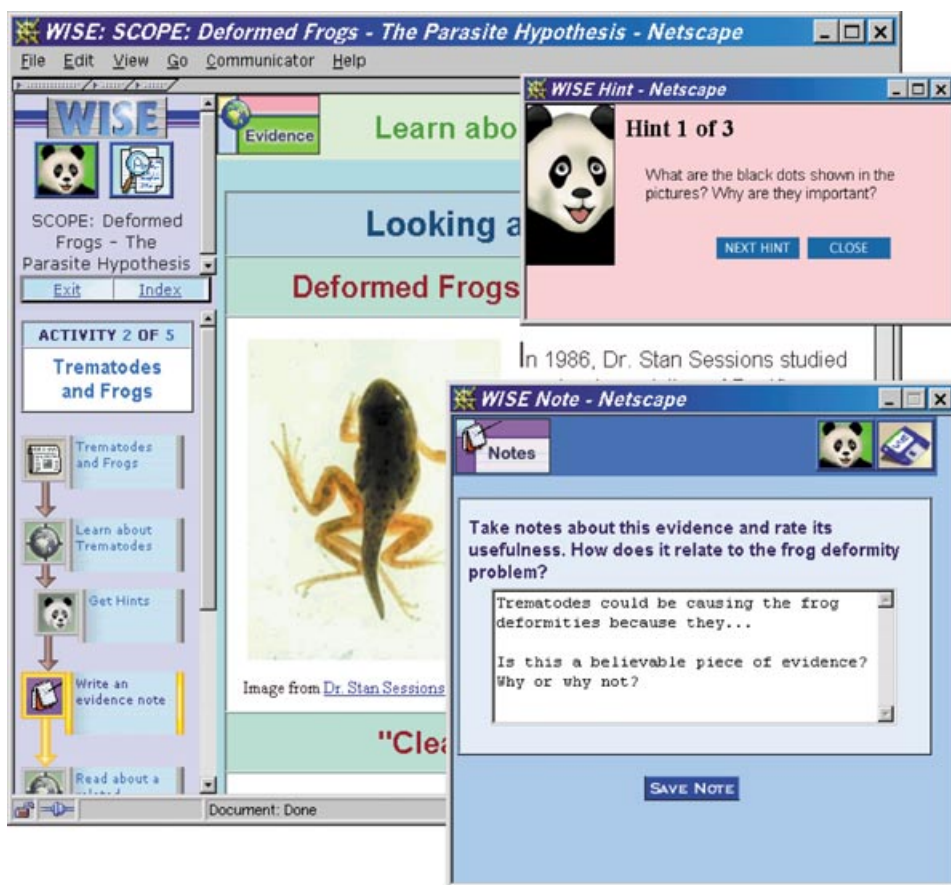 WISE: SCOPE: Deformed Frogs - The Parasite Hypothesis - Netscape
File Edit View Go Communicator Help
WISE
SCOPE: Deformed
Frogs - The
Parasite Hypothesis
Exit Index
ACTIVITY 2 OF 5
Trematodes
and Frogs
Trematodes
and Frogs
Learn about
Trematodes
Get Hints
Write an
evidence note
Read about a
Evidence
Learn abo
Looking a
Deformed Frogs
In 1986, Dr. Stan Sessions studied
Image from Dr. Stan Sessions
"Clea
Document: Done
WISE Hint - Netscape
Hint 1 of 3
What are the black dots shown in the
pictures? Why are they important?
NEXT HINT CLOSE
WISE Note - Netscape
Notes
Take notes about this evidence and rate its
usefulness. How does it relate to the frog deformity
problem?
Trematodes could be causing the frog
deformities because they...
Is this a believable piece of evidence?
Why or why not?
SAVE NOTE